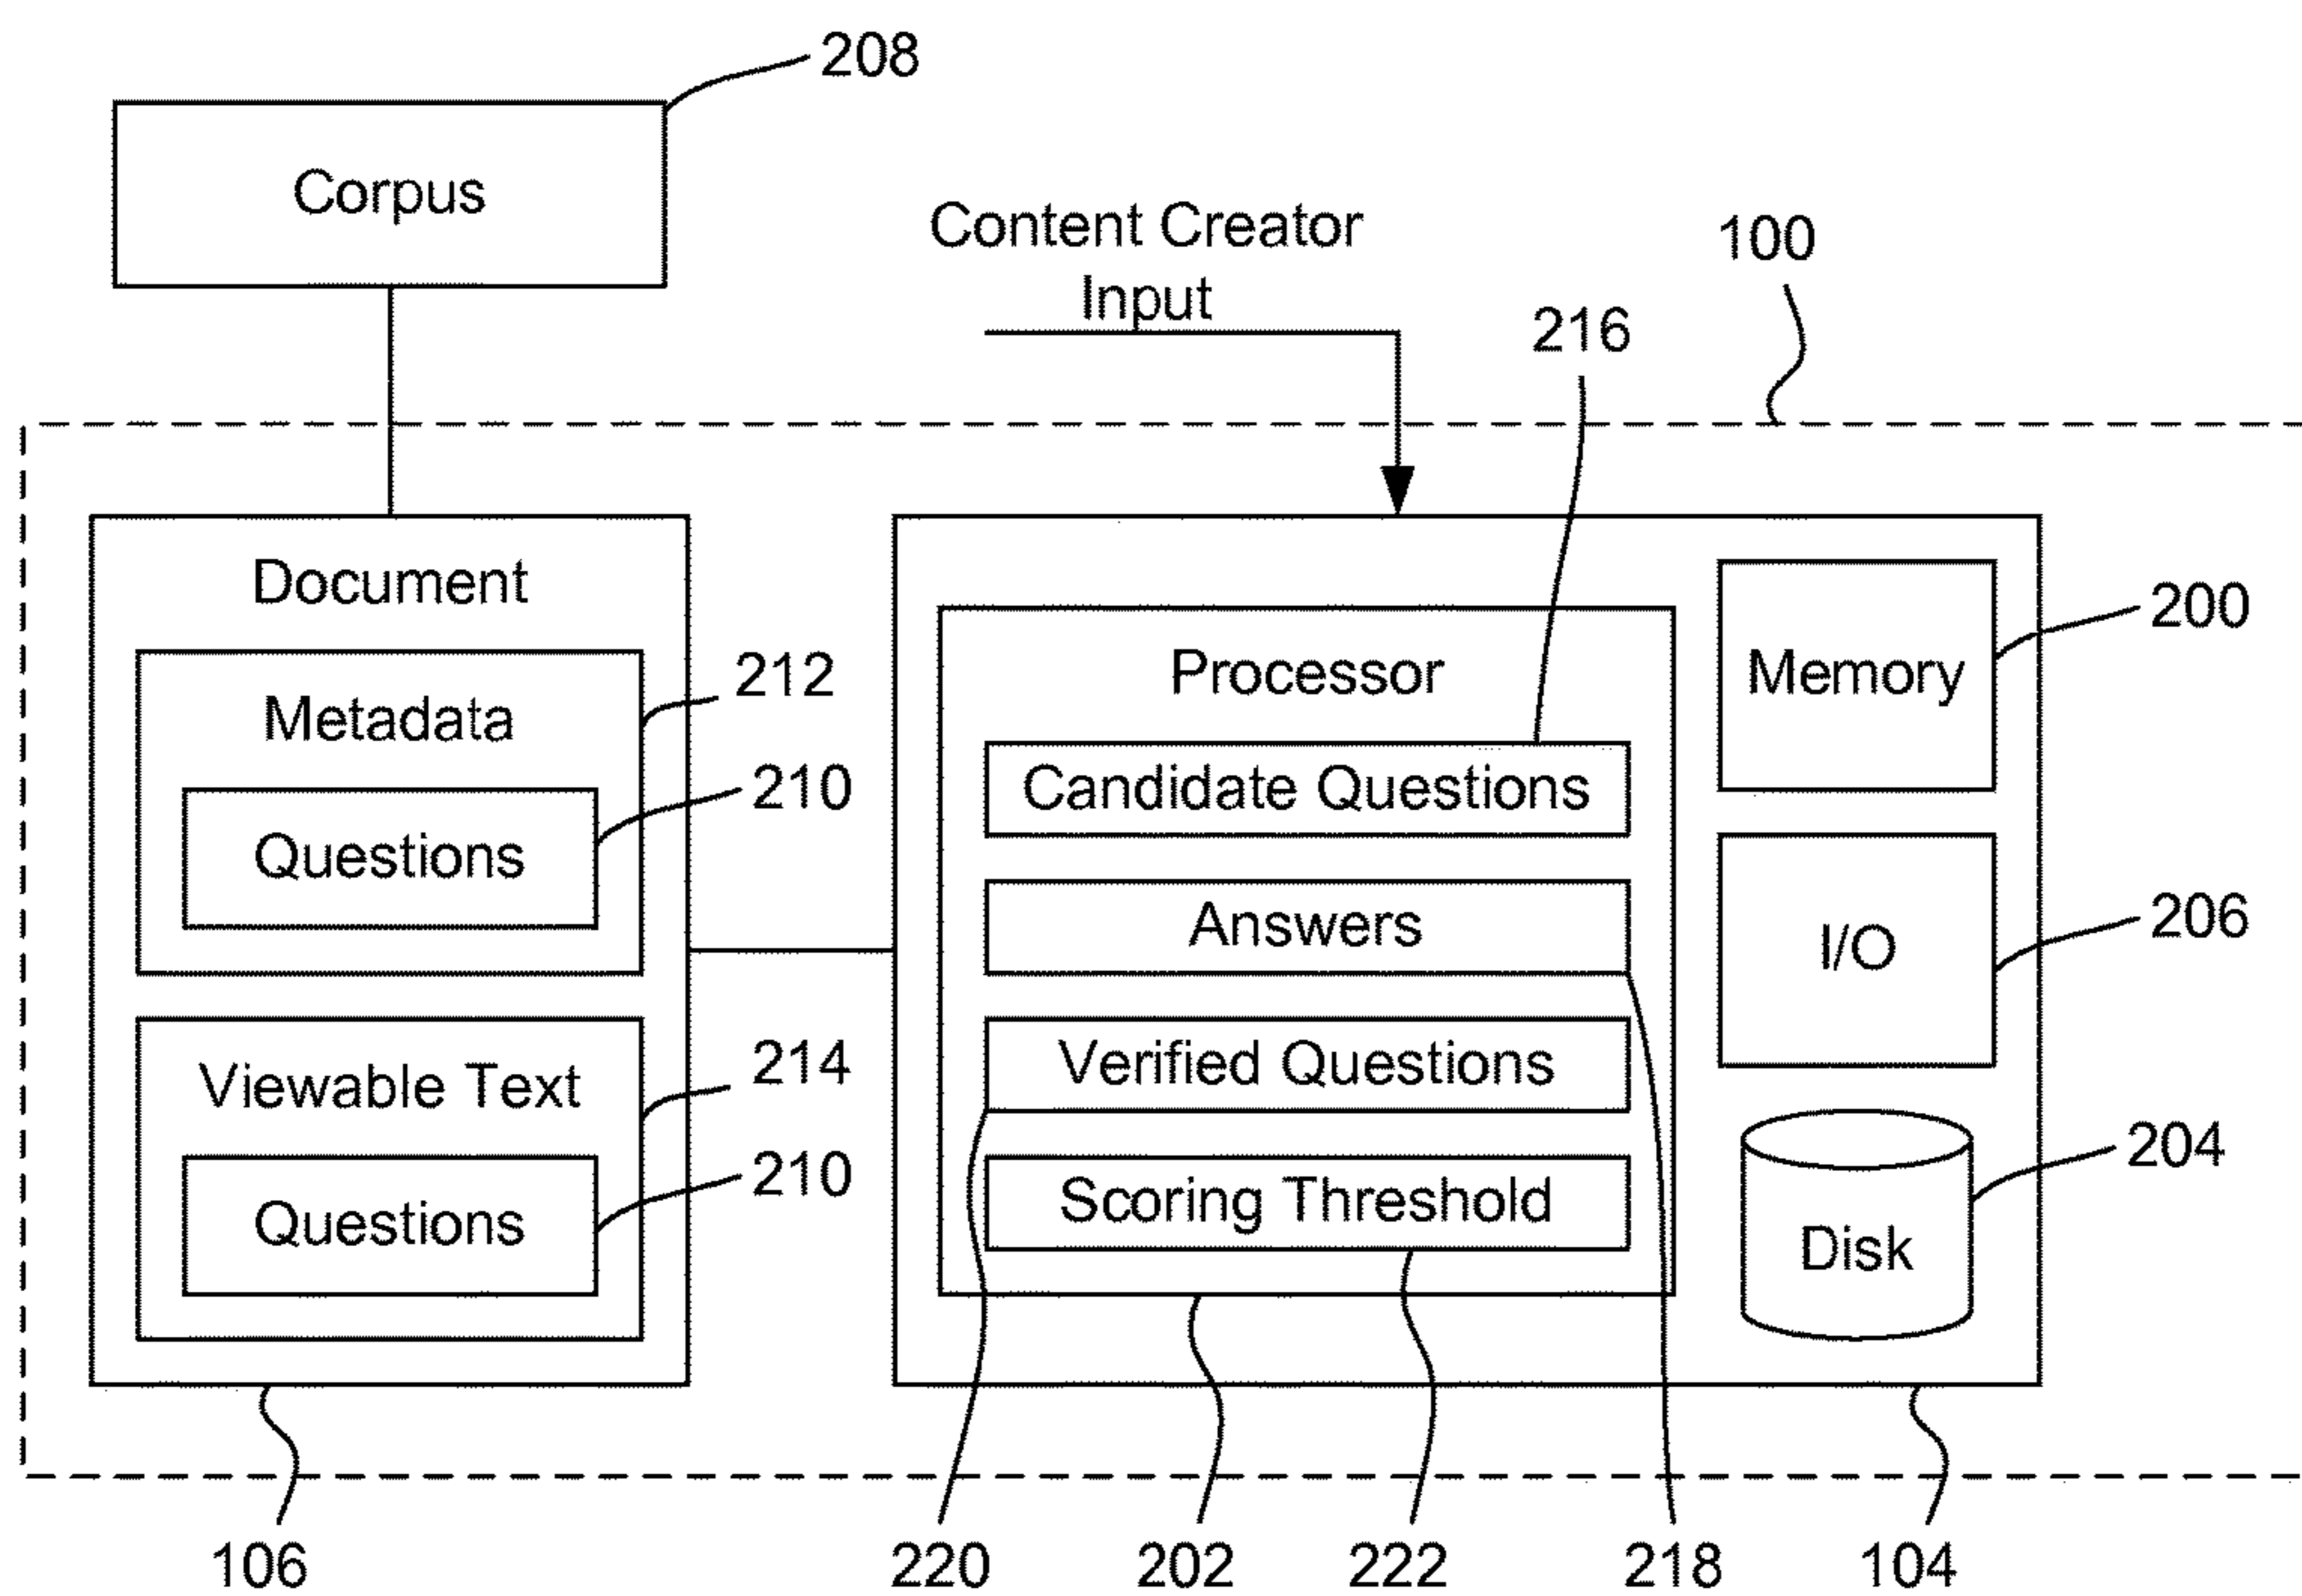 208
Corpus
Content Creator
Input
100
216
Document
Metadata
212
Questions
210
Viewable Text
214
Questions
210
Processor
Candidate Questions
Answers
Verified Questions
Scoring Threshold
Memory
200
I/O
206
Disk
204
106
220
202
222
218
104